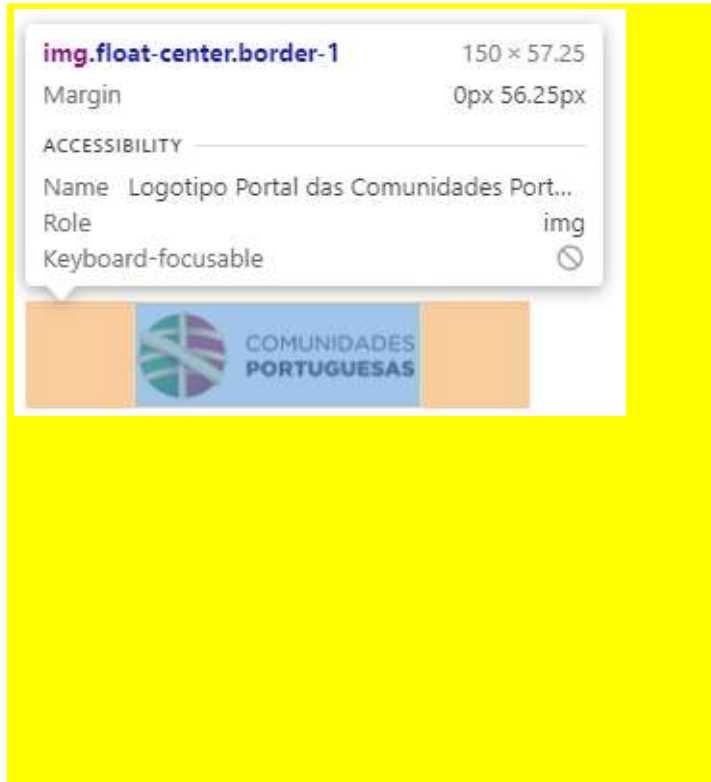 img.float-center.border-1 150 × 57.25
Margin 0px 56.25px
ACCESSIBILITY
Name Logotipo Portal das Comunidades Port...
Role img
Keyboard-focusable
COMUNIDADES
PORTUGUESAS